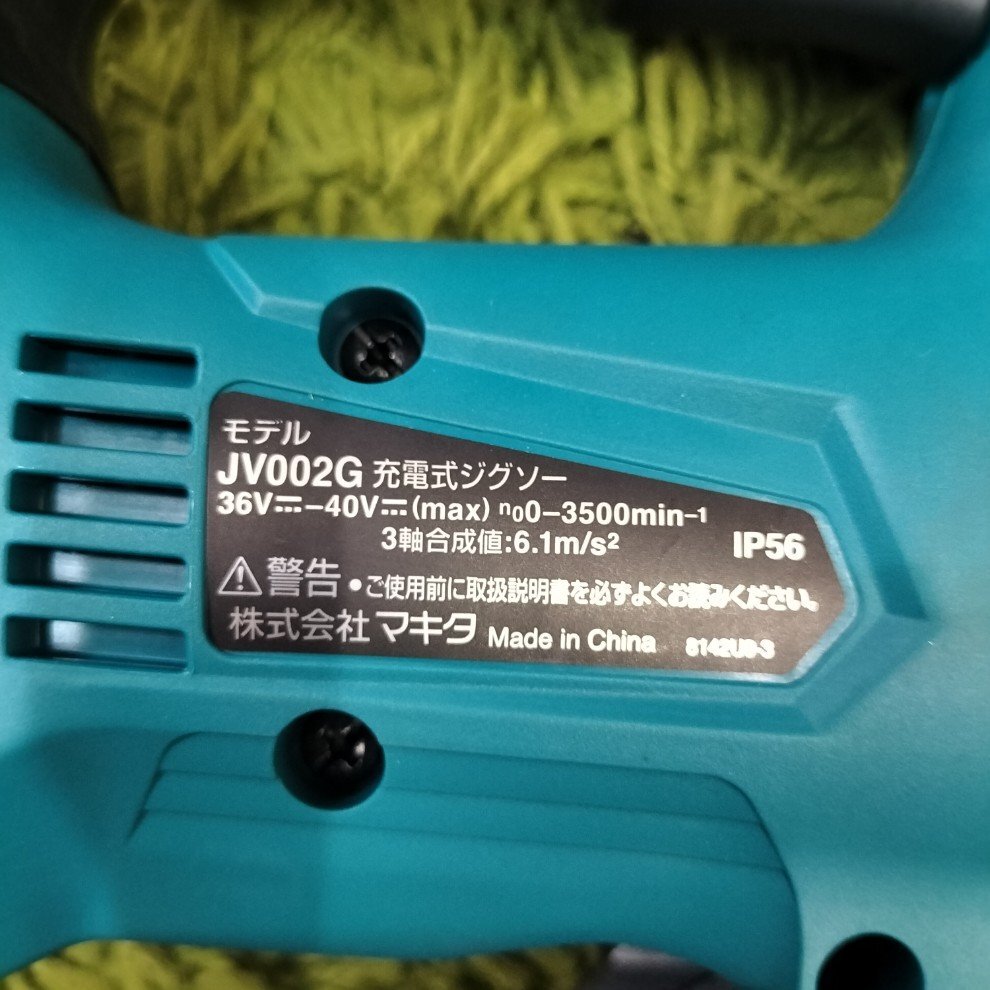 モデル
JV002G 充電式ジグソー
36V⎓–40V⎓(max) n₀0–3500min⁻¹
3軸合成値:6.1m/s² IP56
⚠警告 •ご使用前に取扱説明書を必ずよくお読みください。
株式会社マキタ Made in China